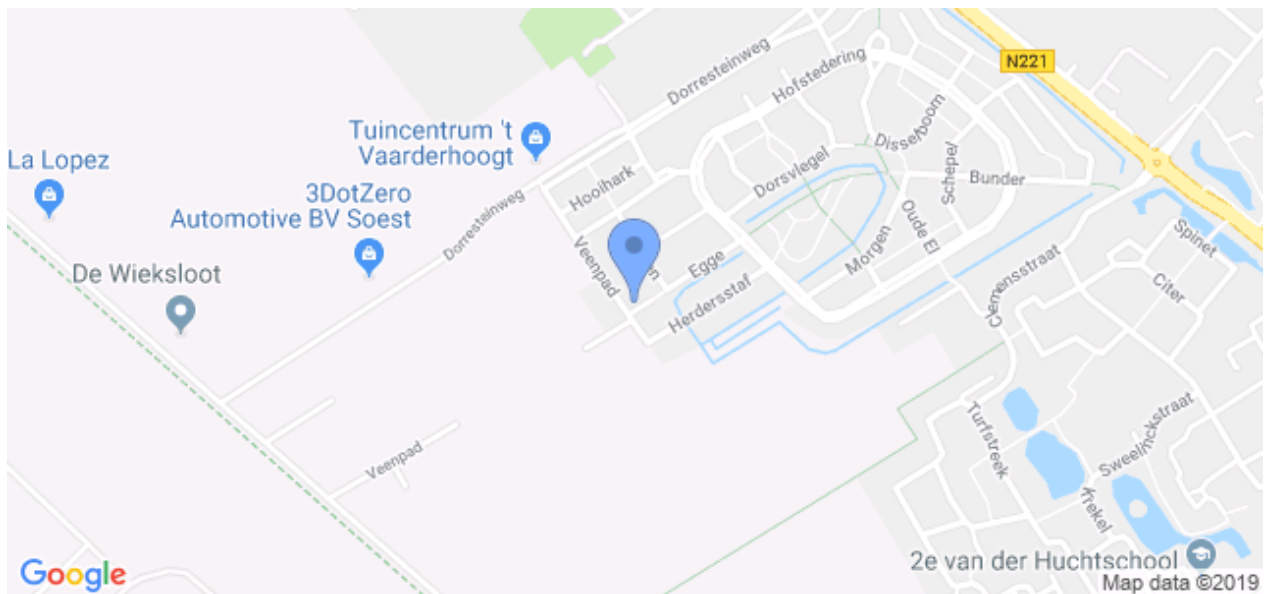 N221
Dorresteinweg
Hofstedering
Tuincentrum 't
Vaarderhoogt
Disselboom
La Lopez
3DotZero
Automotive BV Soest
Hooihark
Dorsvlegel
Schepel
Bunder
Dorresteinweg
Oude El
Spinet
De Wieksloot
Veenpad
en
Egge
Morgen
Clemensstraat
Citer
Herdersstaf
Turfstreek
Sweelinckstraat
Veenpad
Krekel
2e van der Huchtschool
Google
Map data ©2019